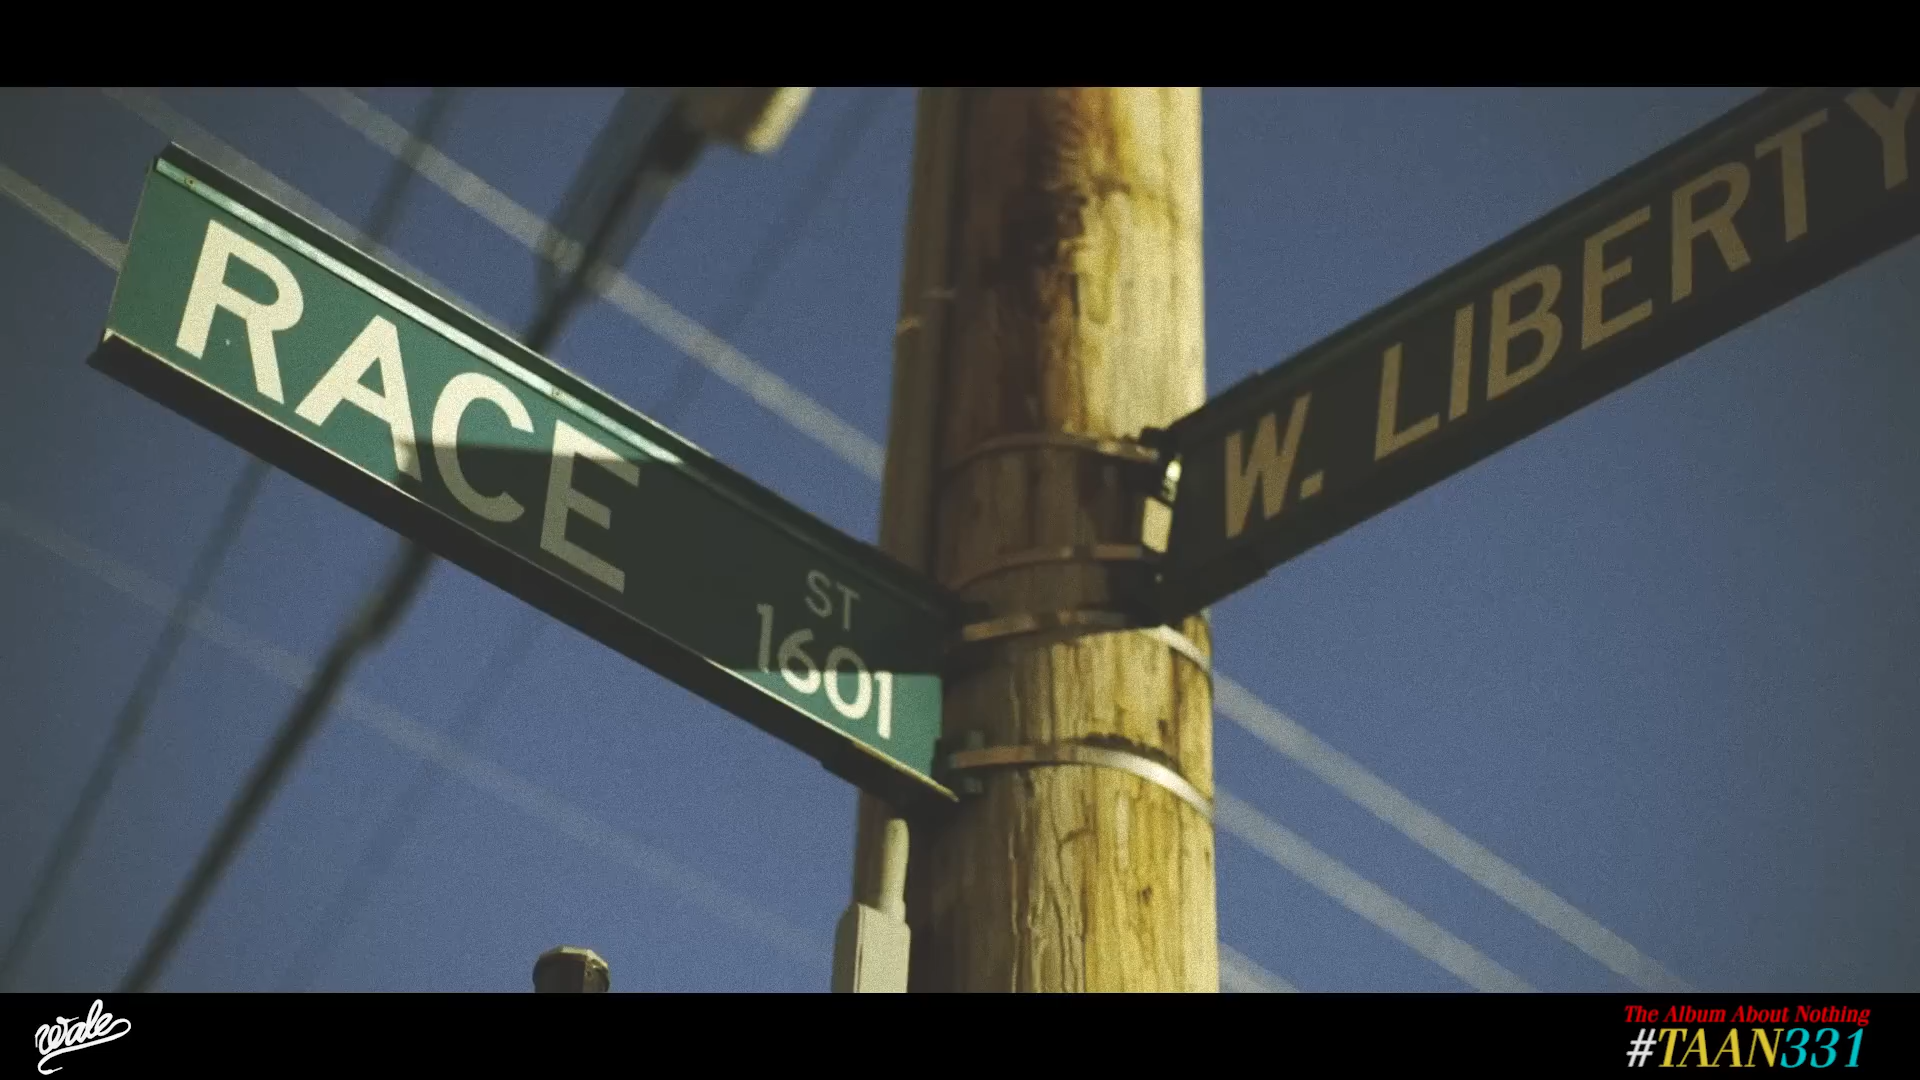 RACE
ST
1601
W. LIBERTY
Wale
The Album About Nothing
#TAAN331